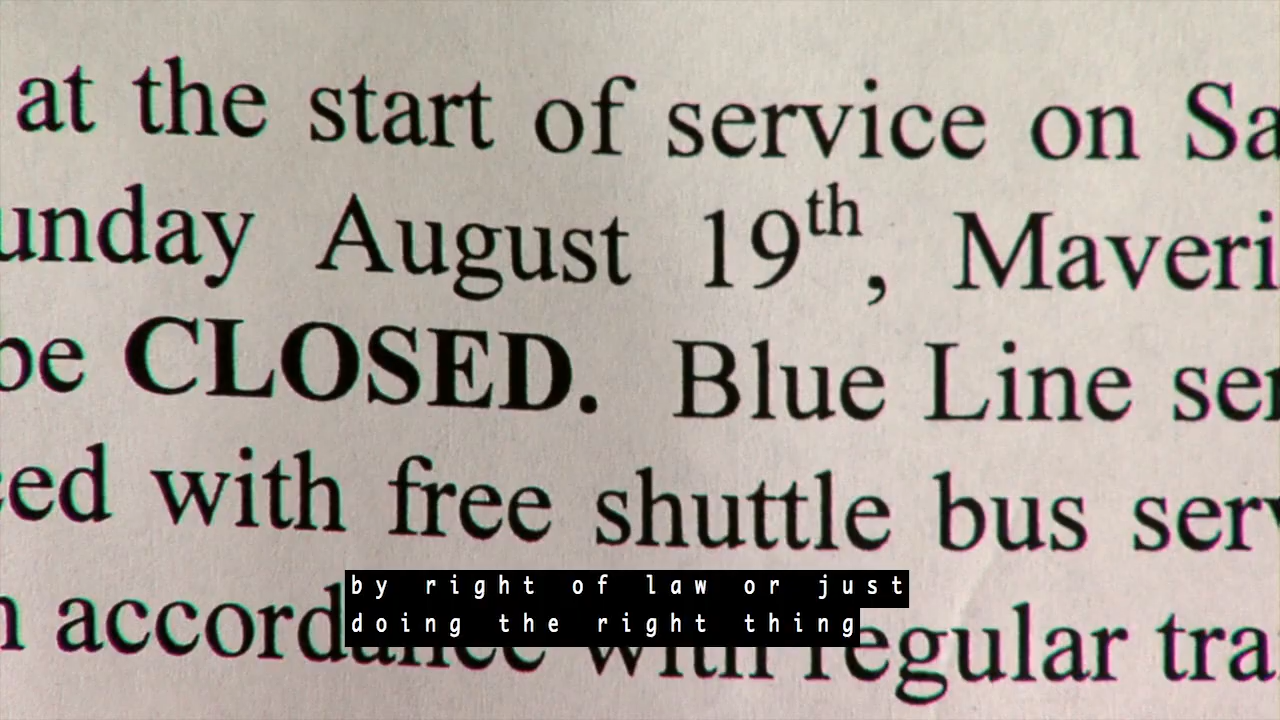 at the start of service on Sa
unday August 19th, Maveri
be CLOSED. Blue Line ser
ced with free shuttle bus serv
n accordance with regular tra
by right of law or just
doing the right thing